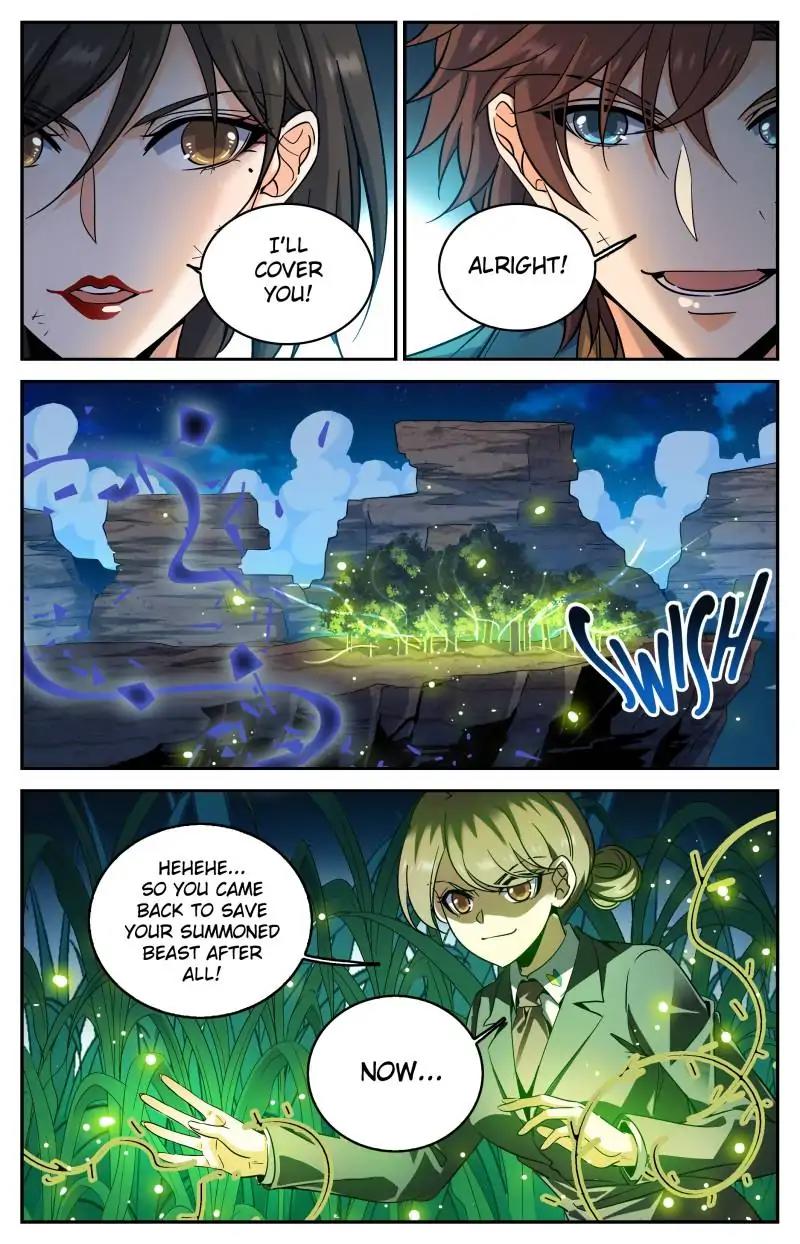 I'LL
COVER
YOU!
ALRIGHT!
SWISH
HEHEHE...
SO YOU CAME
BACK TO SAVE
YOUR SUMMONED
BEAST AFTER
ALL!
NOW...